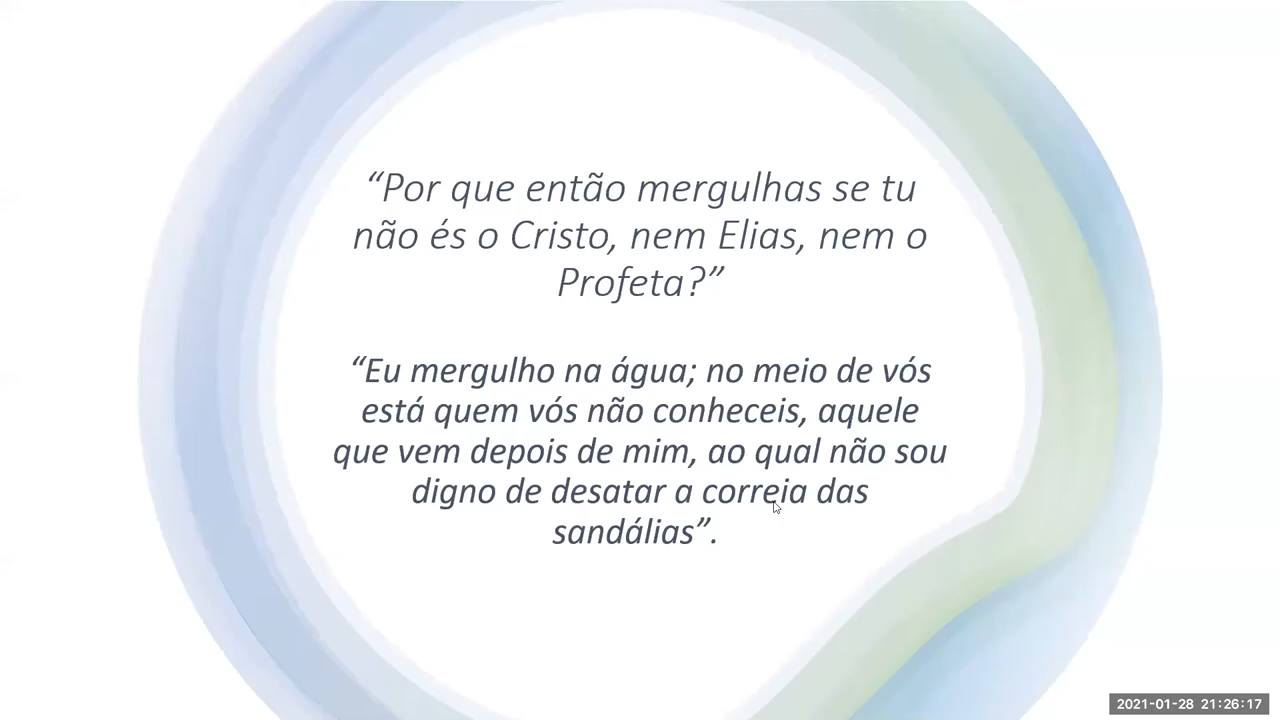 “Por que então mergulhas se tu
não és o Cristo, nem Elias, nem o
Profeta?”
“Eu mergulho na água; no meio de vós
está quem vós não conheceis, aquele
que vem depois de mim, ao qual não sou
digno de desatar a correia das
sandálias”.
2021-01-28 21:26:17